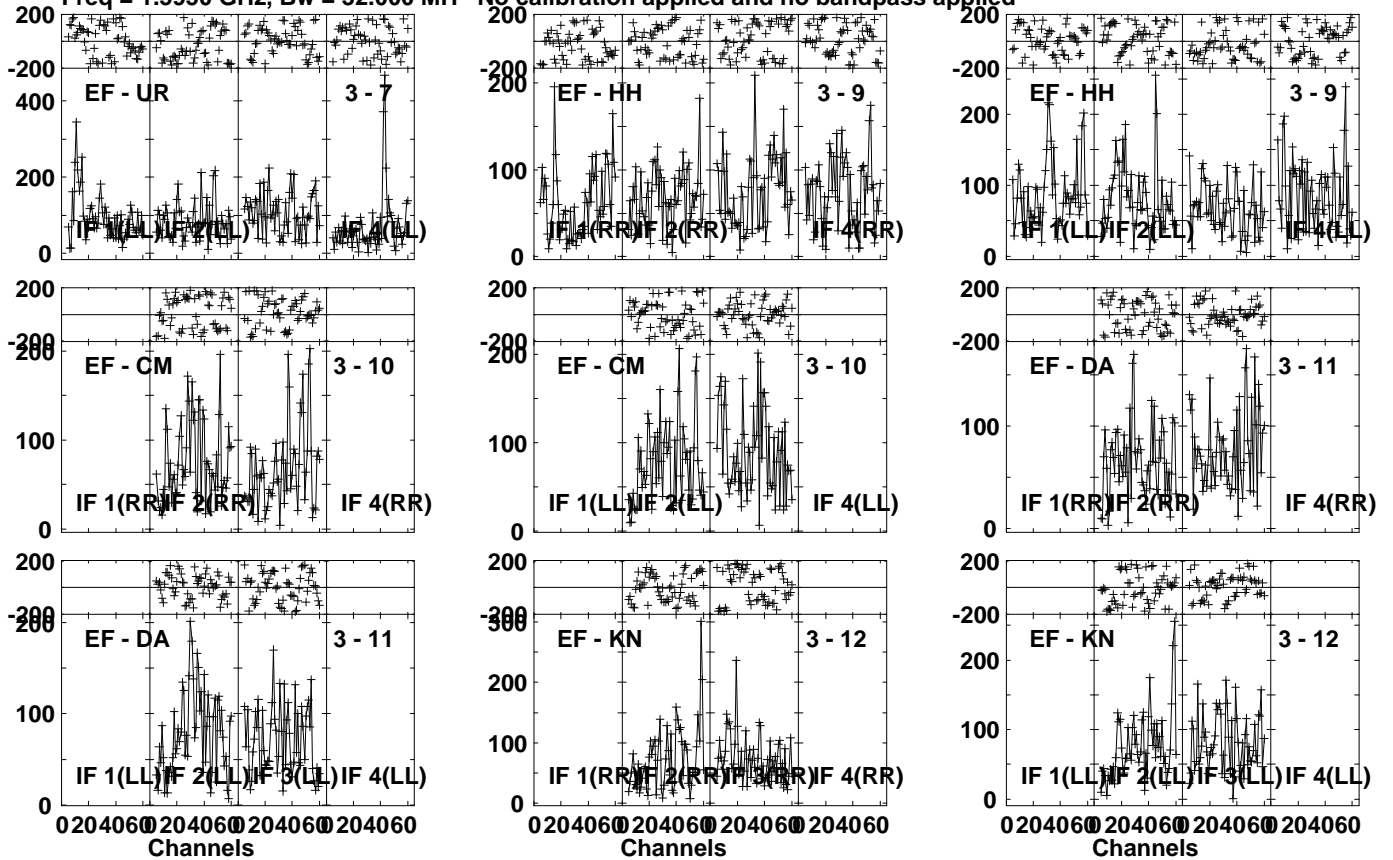 No calibration applied and no bandpass applied
200
-200
400
200
0
EF - UR
3 - 7
IF 1(LL)
IF 2(LL)
IF 4(LL)
200
-200
200
100
0
EF - HH
3 - 9
IF 1(RR)
IF 2(RR)
IF 4(RR)
200
-200
200
100
0
EF - HH
3 - 9
IF 1(LL)
IF 2(LL)
IF 4(LL)
200
-200
200
100
0
EF - CM
3 - 10
IF 1(RR)
IF 2(RR)
IF 4(RR)
200
-200
200
100
0
EF - CM
3 - 10
IF 1(LL)
IF 2(LL)
IF 4(LL)
200
-200
200
100
0
EF - DA
3 - 11
IF 1(RR)
IF 2(RR)
IF 4(RR)
200
-200
200
100
0
EF - DA
3 - 11
IF 1(LL)
IF 2(LL)
IF 3(LL)
IF 4(LL)
0 20 40 60 0 20 40 60 0 20 40 60 0 20 40 60
Channels
200
-200
300
200
100
0
EF - KN
3 - 12
IF 1(RR)
IF 2(RR)
IF 3(RR)
IF 4(RR)
0 20 40 60 0 20 40 60 0 20 40 60 0 20 40 60
Channels
200
-200
200
100
0
EF - KN
3 - 12
IF 1(LL)
IF 2(LL)
IF 3(LL)
IF 4(LL)
0 20 40 60 0 20 40 60 0 20 40 60 0 20 40 60
Channels